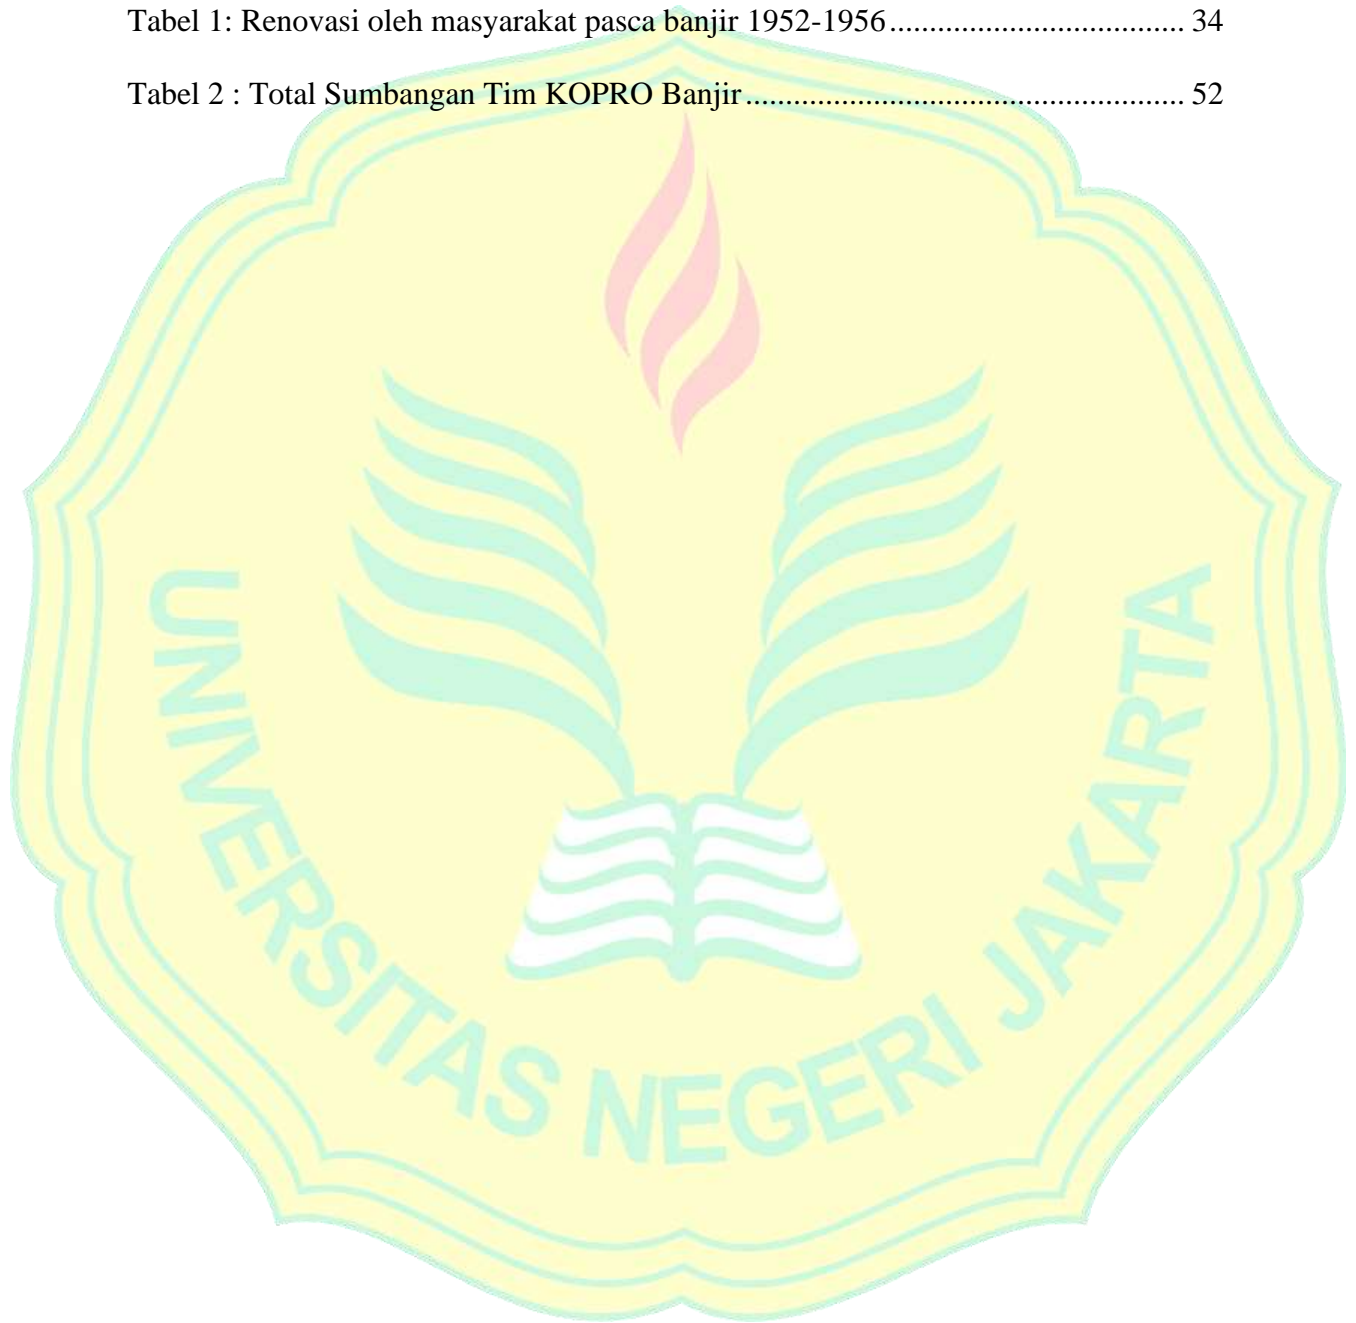 Tabel 1: Renovasi oleh masyarakat pasca banjir 1952-1956..................................... 34
Tabel 2 : Total Sumbangan Tim KOPRO Banjir....................................................... 52
UNIVERSITAS NEGERI JAKARTA